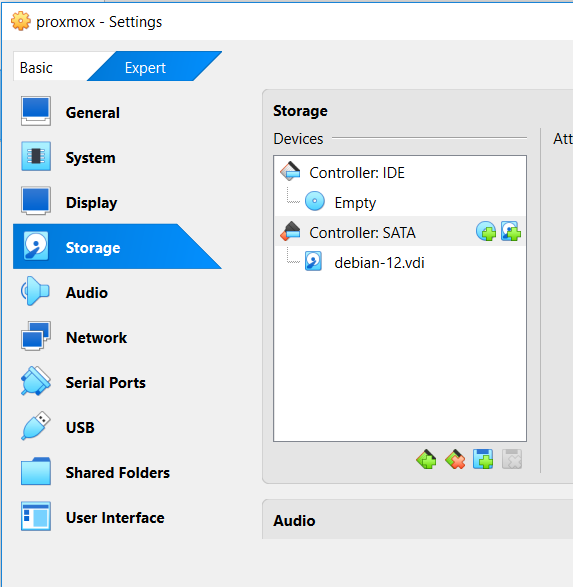 proxmox - Settings
Basic
Expert
General
System
Display
Storage
Audio
Network
Serial Ports
USB
Shared Folders
User Interface
Storage
Devices
Att
Controller: IDE
Empty
Controller: SATA
debian-12.vdi
Audio